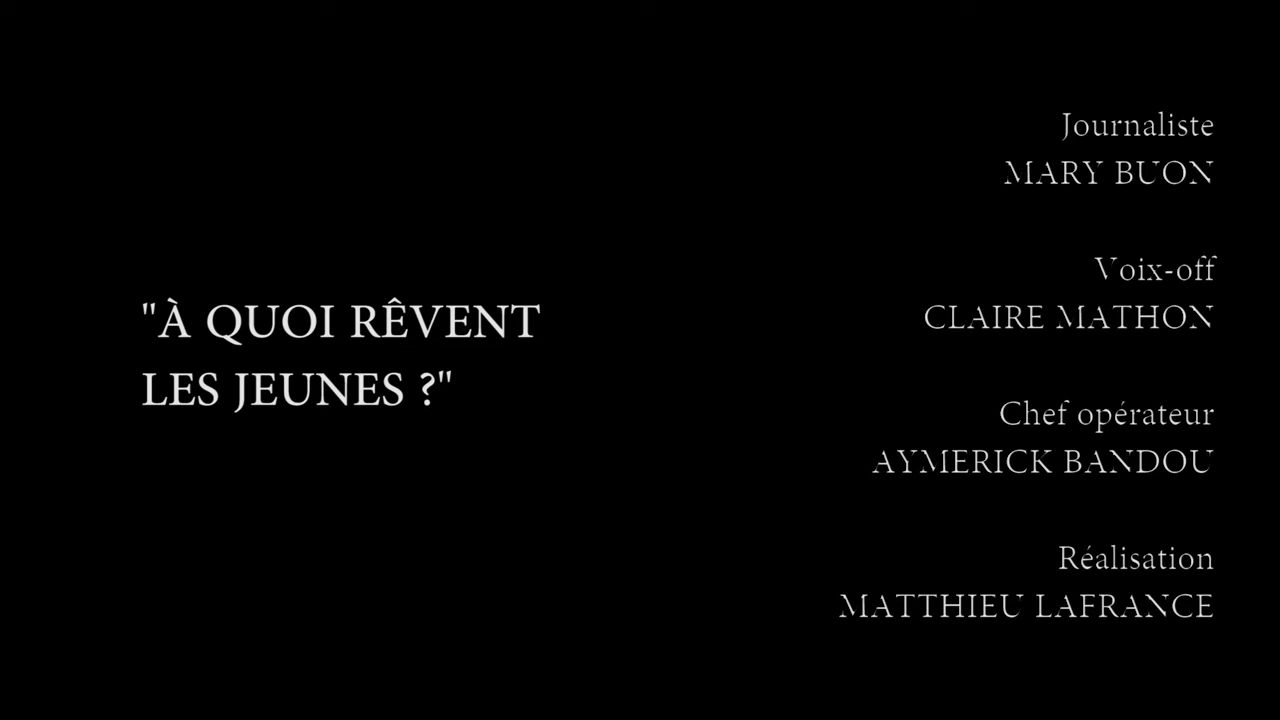 "À QUOI RÊVENT
LES JEUNES ?"
Journaliste
MARY BUON
Voix-off
CLAIRE MATHON
Chef opérateur
AYMERICK BANDOU
Réalisation
MATTHIEU LAFRANCE